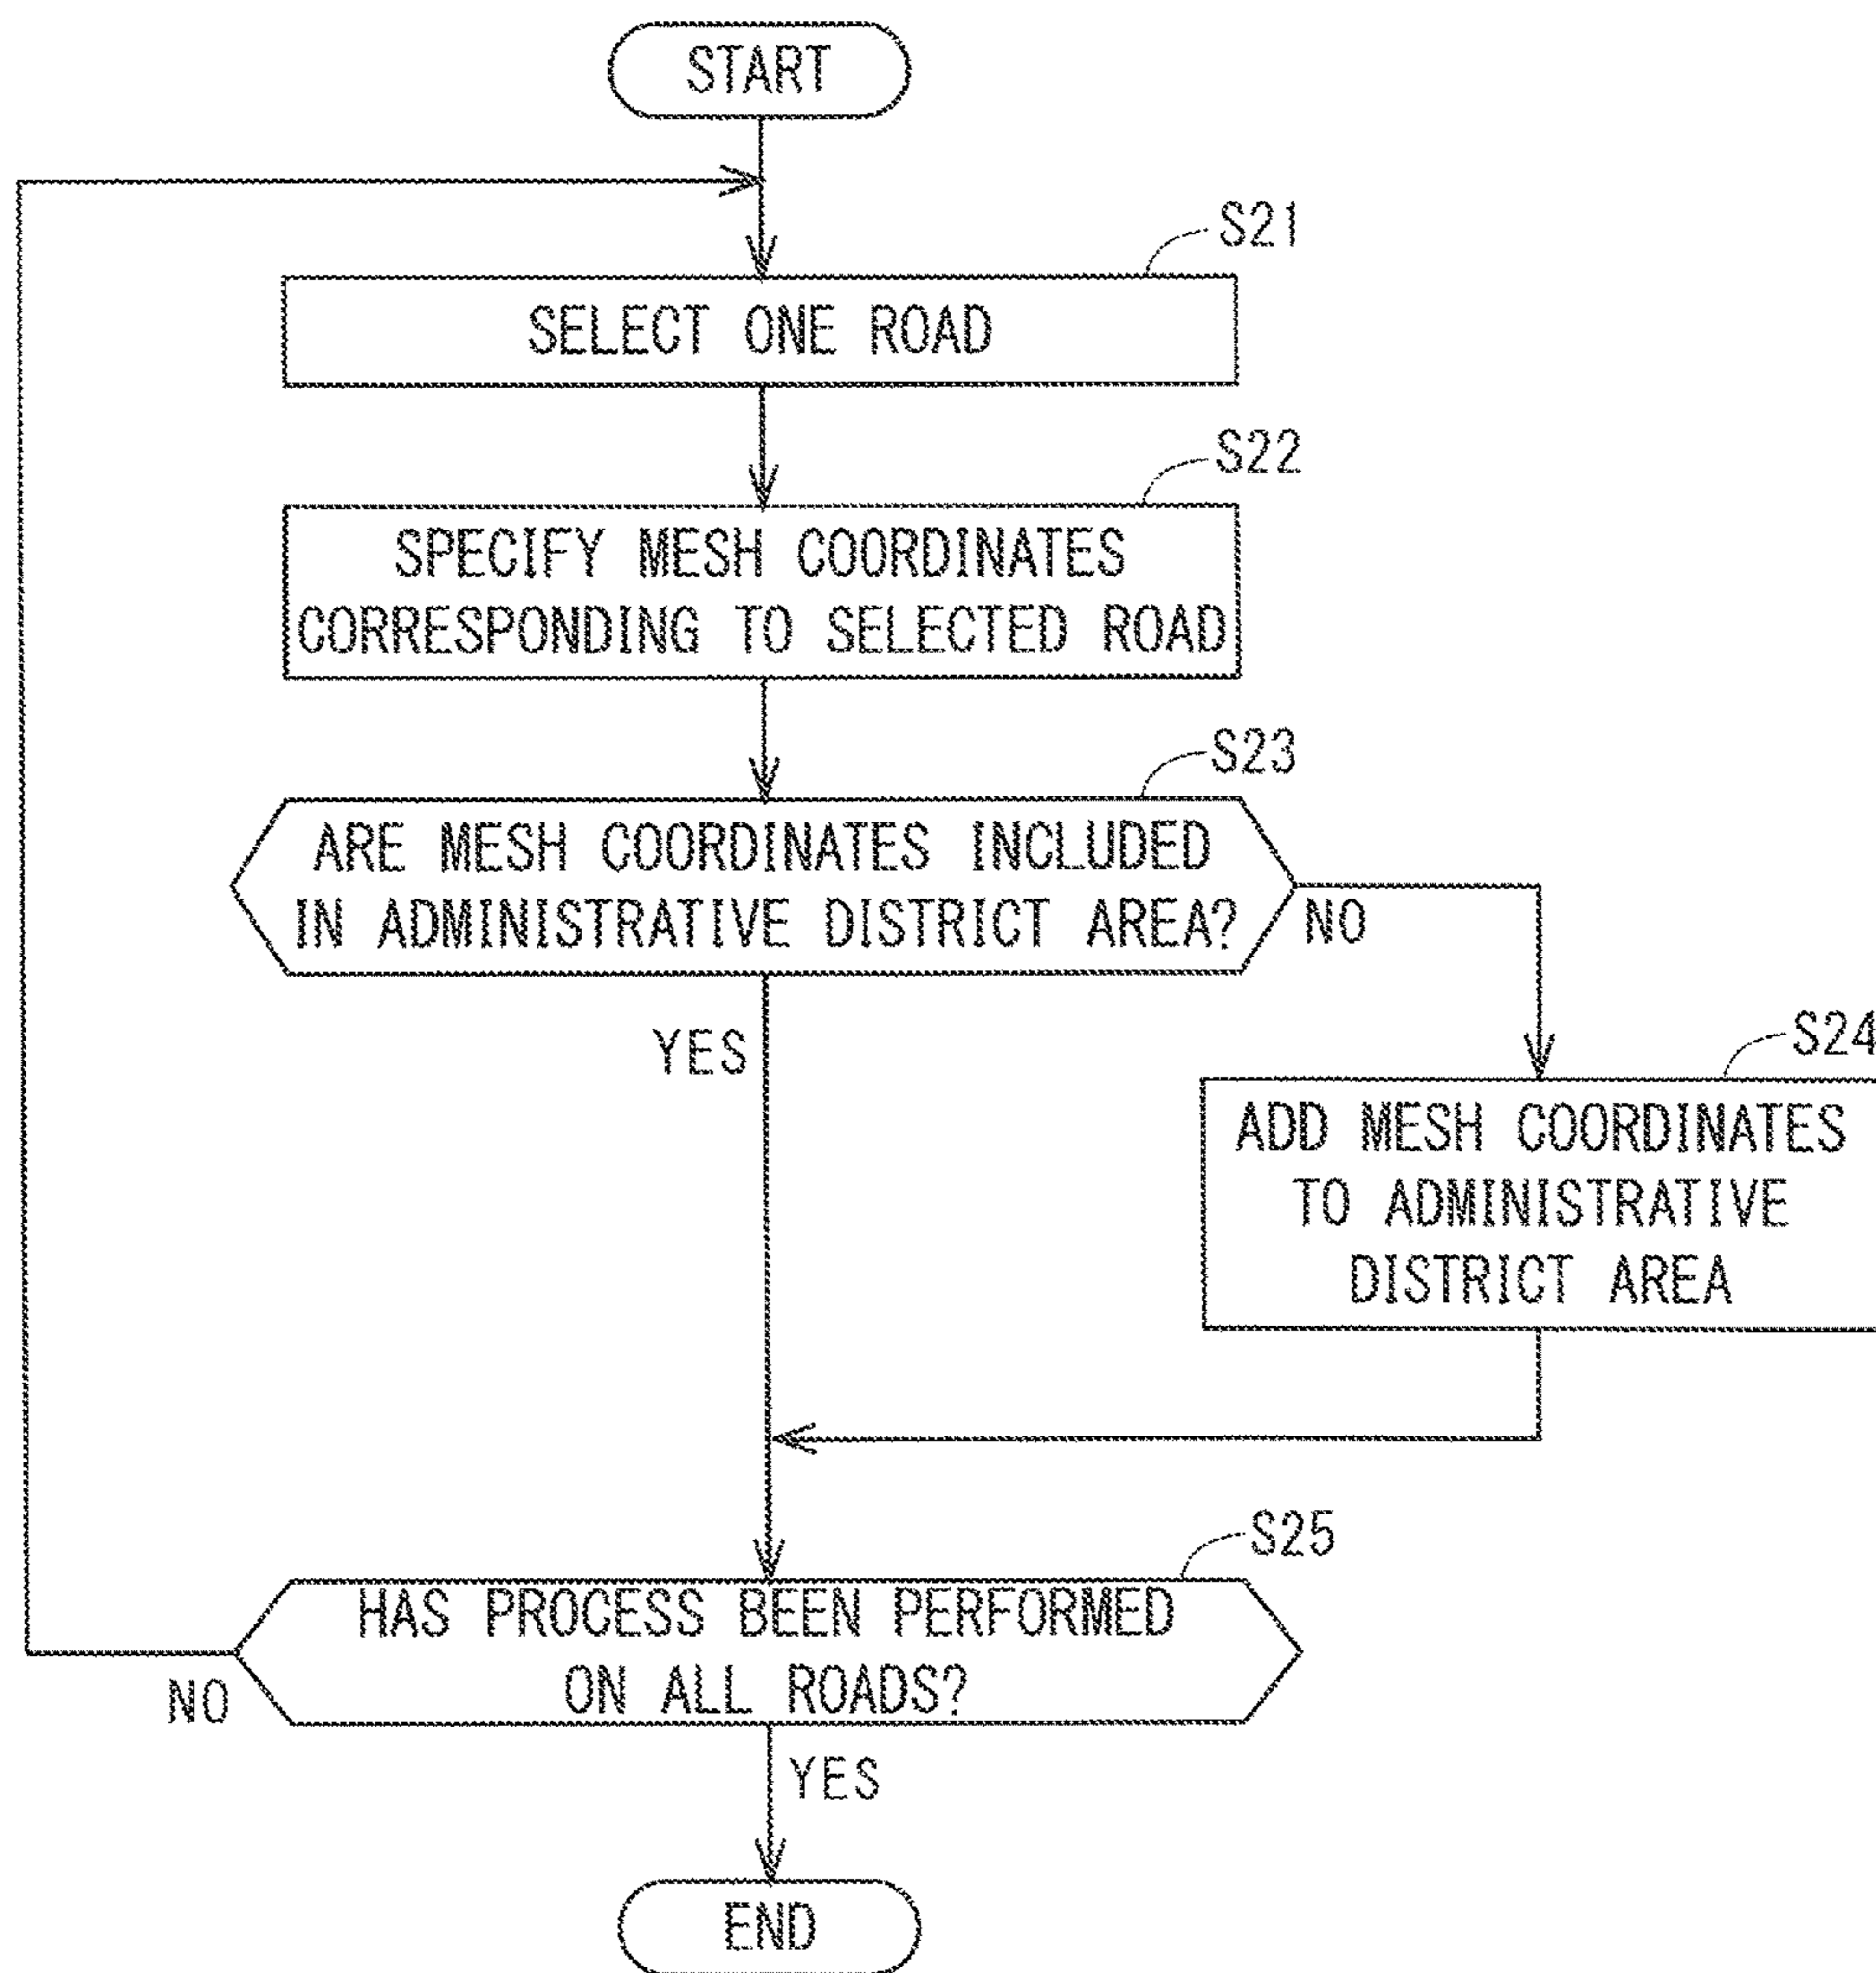 START
S21
SELECT ONE ROAD
S22
SPECIFY MESH COORDINATES
CORRESPONDING TO SELECTED ROAD
S23
ARE MESH COORDINATES INCLUDED
IN ADMINISTRATIVE DISTRICT AREA?
NO
YES
S24
ADD MESH COORDINATES
TO ADMINISTRATIVE
DISTRICT AREA
S25
HAS PROCESS BEEN PERFORMED
ON ALL ROADS?
NO
YES
END